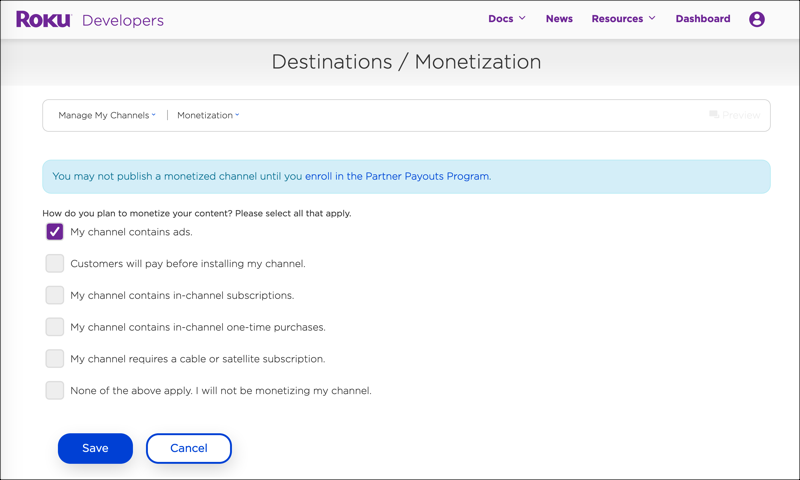 ROKU Developers Docs News Resources Dashboard
Destinations / Monetization
Manage My Channels | Monetization Preview
You may not publish a monetized channel until you enroll in the Partner Payouts Program.
How do you plan to monetize your content? Please select all that apply.
My channel contains ads.
Customers will pay before installing my channel.
My channel contains in-channel subscriptions.
My channel contains in-channel one-time purchases.
My channel requires a cable or satellite subscription.
None of the above apply. I will not be monetizing my channel.
Save Cancel